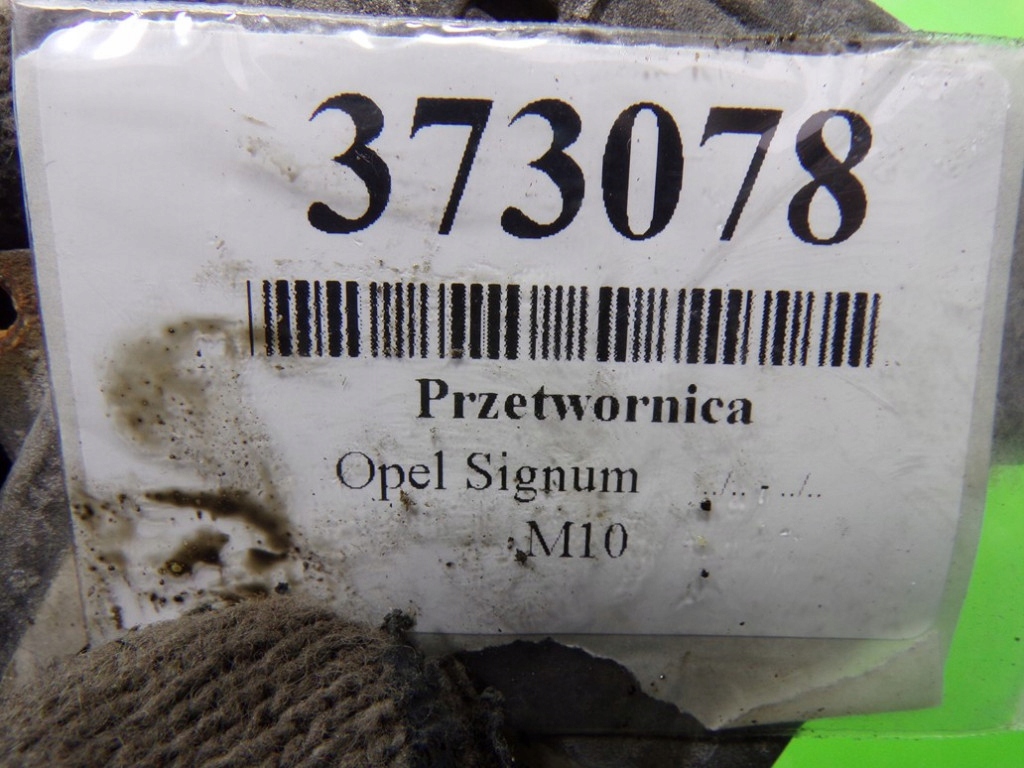 373078
Przetwornica
Opel Signum ../.. - ../..
M10